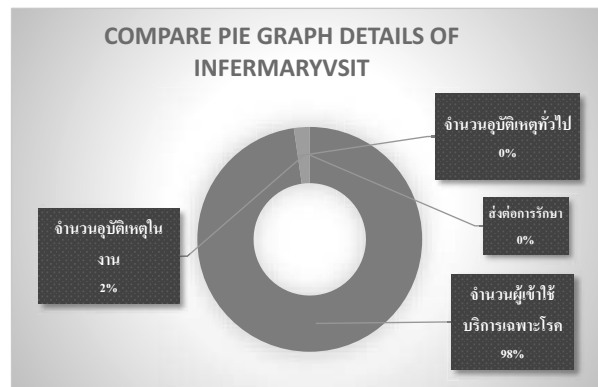 COMPARE PIE GRAPH DETAILS OF
INFERMARYVSIT
จำนวนอุบัติเหตุทั่วไป
0%
ส่งต่อการรักษา
0%
จำนวนอุบัติเหตุใน
งาน
2%
จำนวนผู้เข้าใช้
บริการเฉพาะโรค
98%